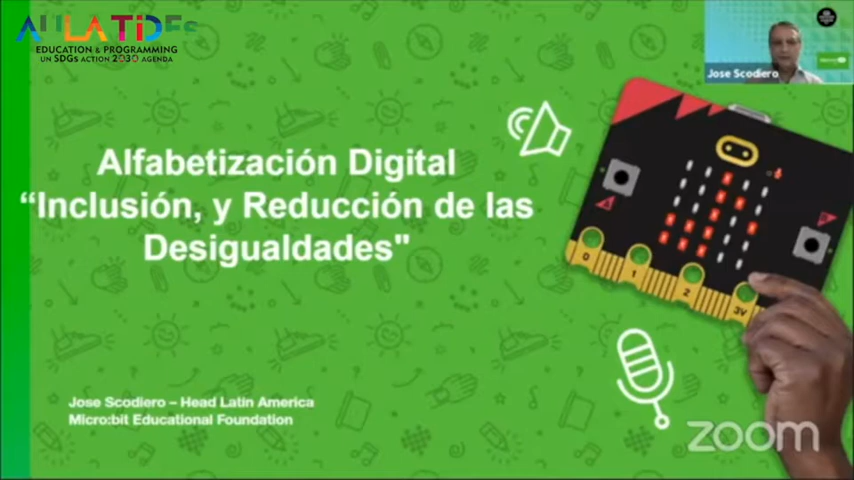 AULATIDEs
EDUCATION & PROGRAMMING
UN SDGs ACTION 2030 AGENDA
Jose Scodiero
Alfabetización Digital
“Inclusión, y Reducción de las
Desigualdades"
0
1
2
3V
Jose Scodiero – Head Latin America
Micro:bit Educational Foundation
zoom